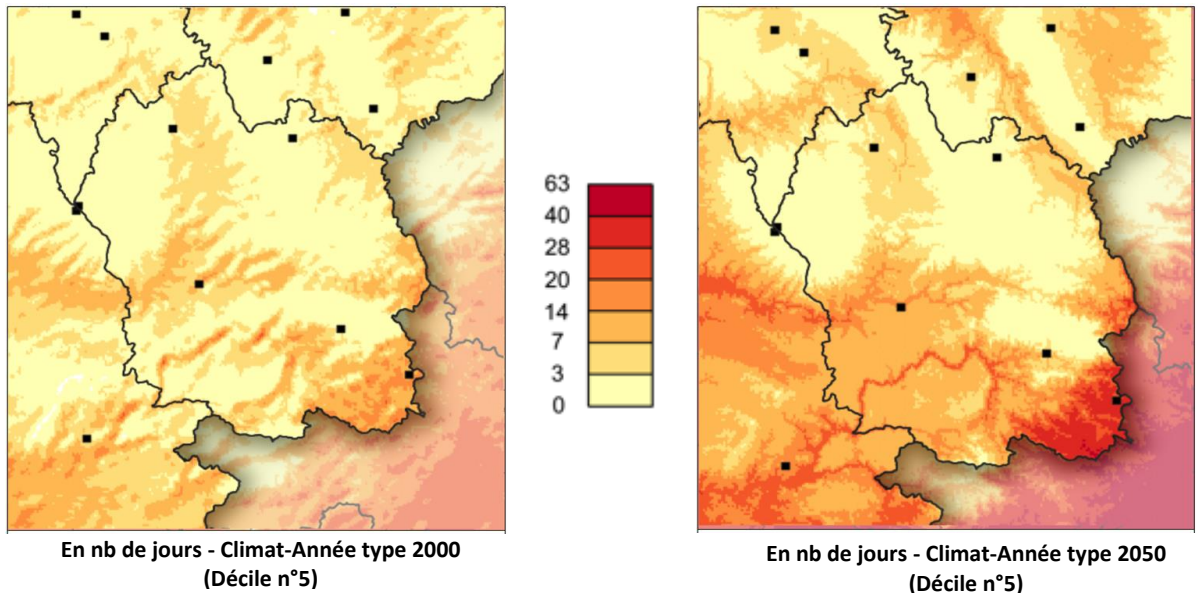 63
40
28
20
14
7
3
0
En nb de jours - Climat-Année type 2000
(Décile n°5)
En nb de jours - Climat-Année type 2050
(Décile n°5)